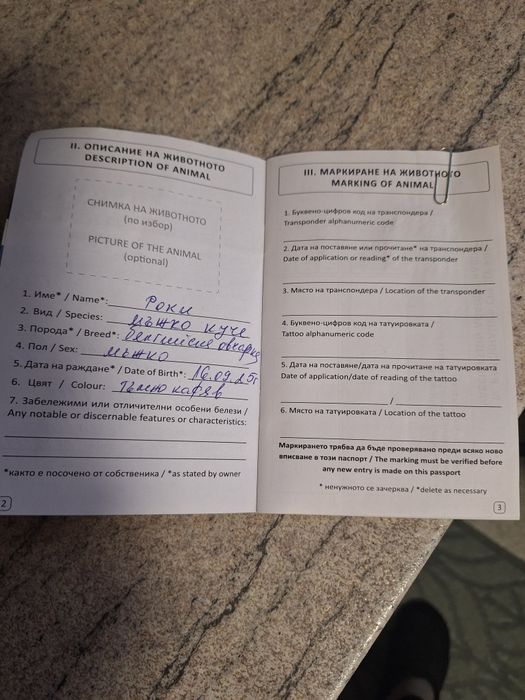 II. ОПИСАНИЕ НА ЖИВОТНОТО
DESCRIPTION OF ANIMAL
СНИМКА НА ЖИВОТНОТО
(по избор)
PICTURE OF THE ANIMAL
(optional)
1. Име* / Name*: Роки
2. Вид / Species: мъжко куче
3. Порода* / Breed*: Белгийска овчарка
4. Пол / Sex: мъжко
5. Дата на раждане* / Date of Birth*: 16.09.25г
6. Цвят / Colour: тъмно кафяв
7. Забележими или отличителни особени белези /
Any notable or discernable features or characteristics:
*както е посочено от собственика / *as stated by owner
2
III. МАРКИРАНЕ НА ЖИВОТНОТО
MARKING OF ANIMAL
1. Буквено-цифров код на транспондера /
Transponder alphanumeric code
2. Дата на поставяне или прочитане* на транспондера /
Date of application or reading* of the transponder
3. Място на транспондера / Location of the transponder
4. Буквено-цифров код на татуировката /
Tattoo alphanumeric code
5. Дата на поставяне/дата на прочитане на татуировката
Date of application/date of reading of the tattoo
/
6. Място на татуировката / Location of the tattoo
Маркирането трябва да бъде проверявано преди всяко ново
вписване в този паспорт / The marking must be verified before
any new entry is made on this passport
* ненужното се зачерква / *delete as necessary
3